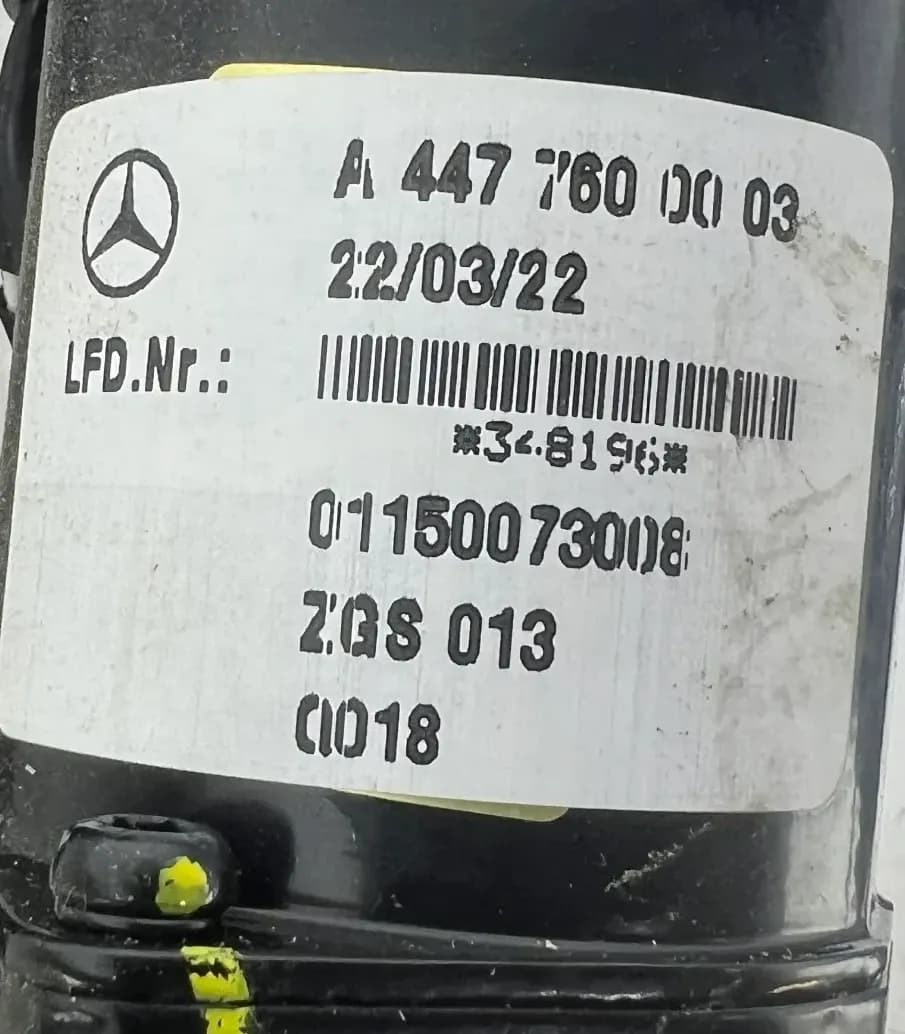 A 447 760 00 03
22/03/22
LFD.Nr.:
*348196*
01150073008
ZGS 013
0018